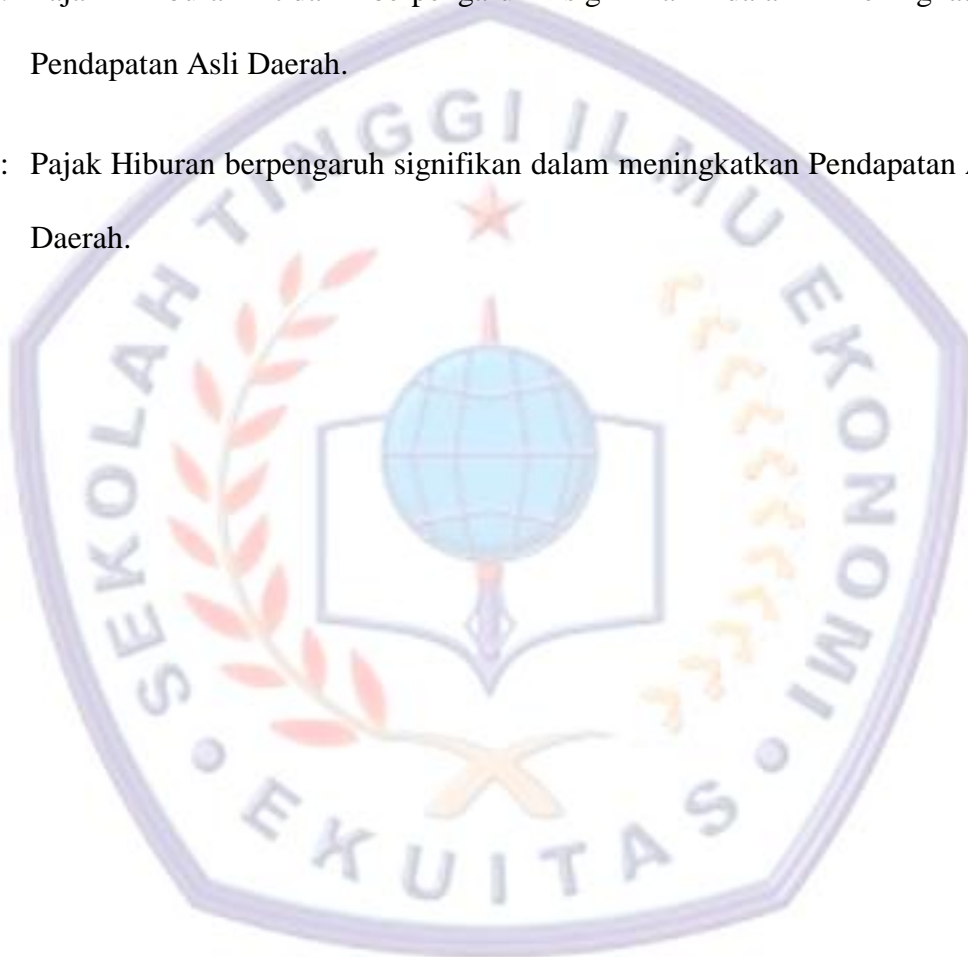 Pendapatan Asli Daerah.
: Pajak Hiburan berpengaruh signifikan dalam meningkatkan Pendapatan
Daerah.
SEKOLAH TINGGI ILMU EKONOMI
• EKUITAS •